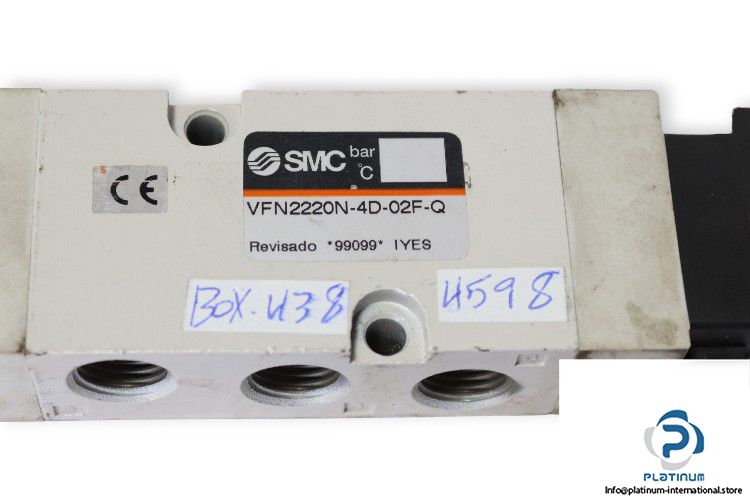 SMC
bar
°C
CE
VFN2220N-4D-02F-Q
Revisado *99099* IYES
BOX.438
4598
PLATINUM
Info@platinum-international.store